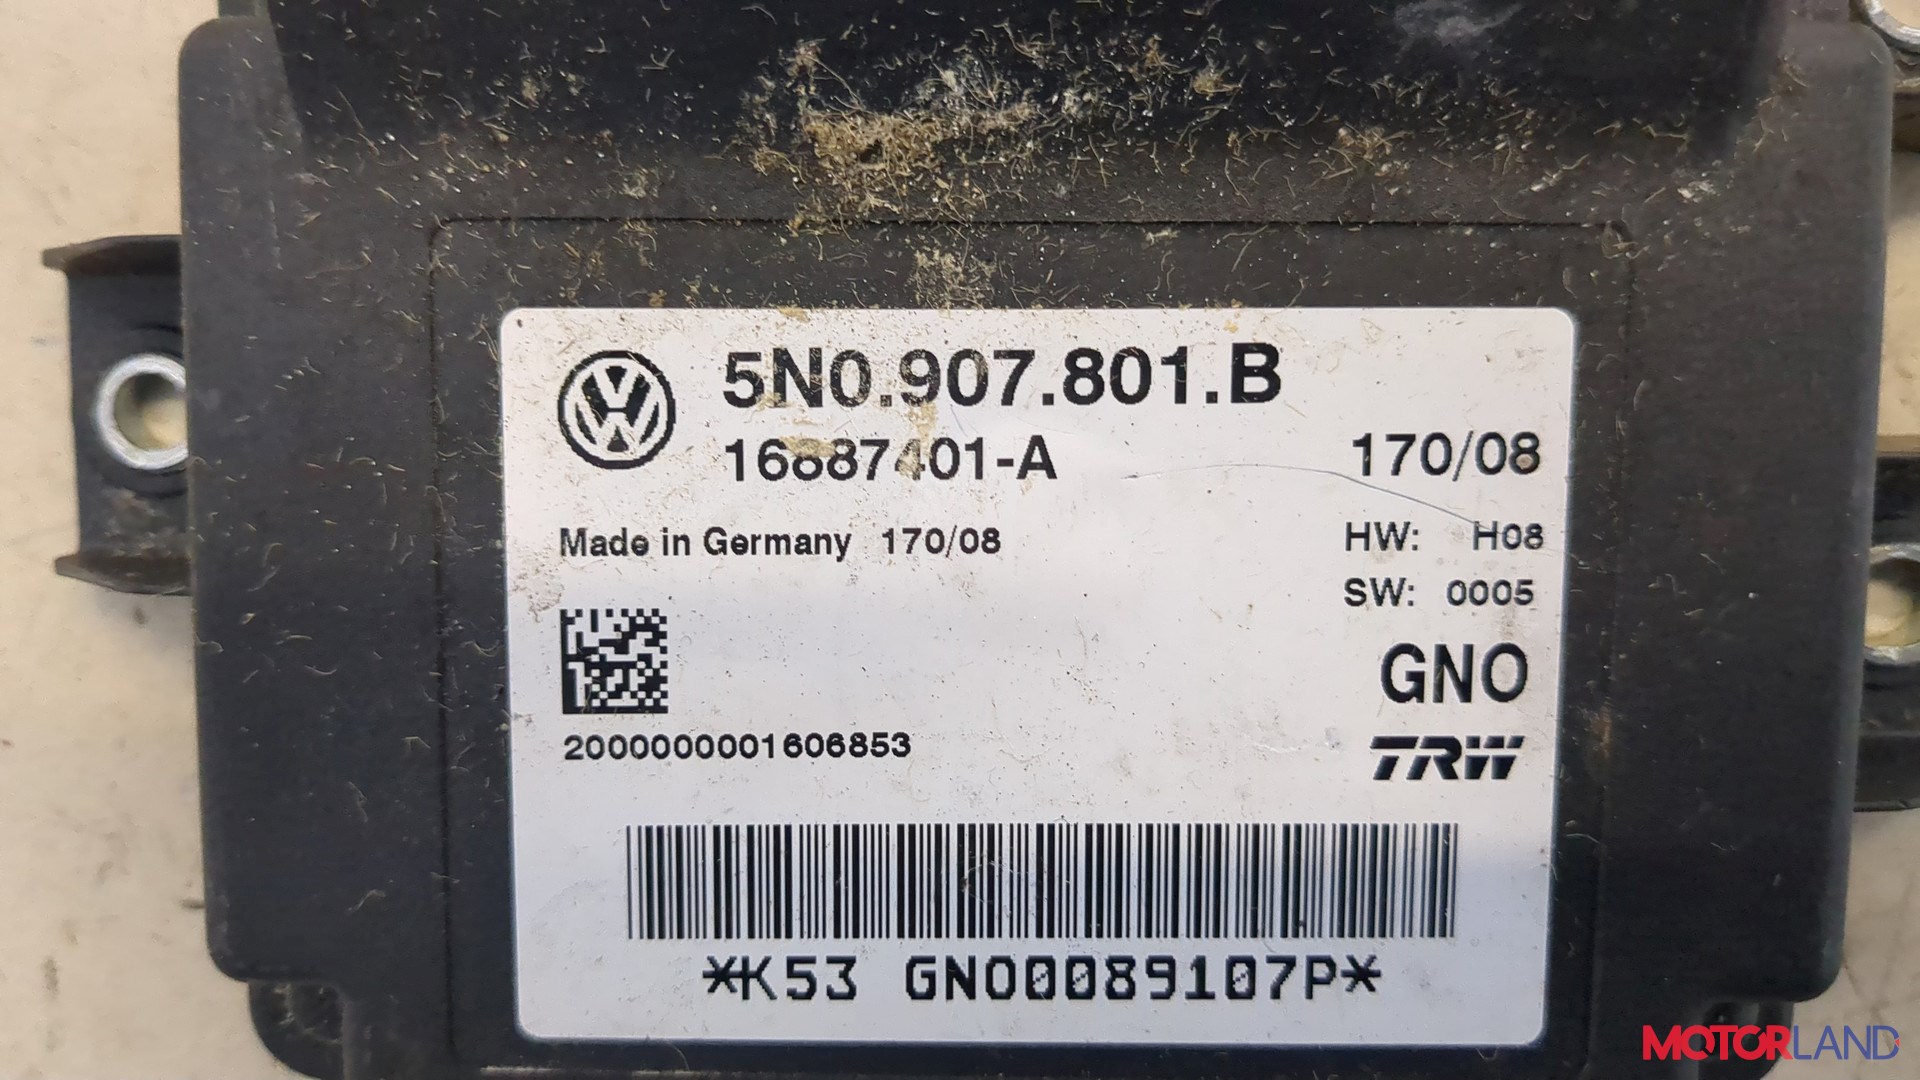 5N0.907.801.B
16887401-A 170/08
Made in Germany 170/08 HW: H08
SW: 0005
GNO
2000000001606853 TRW
*K53 GNO0089107P*
MOTORLAND